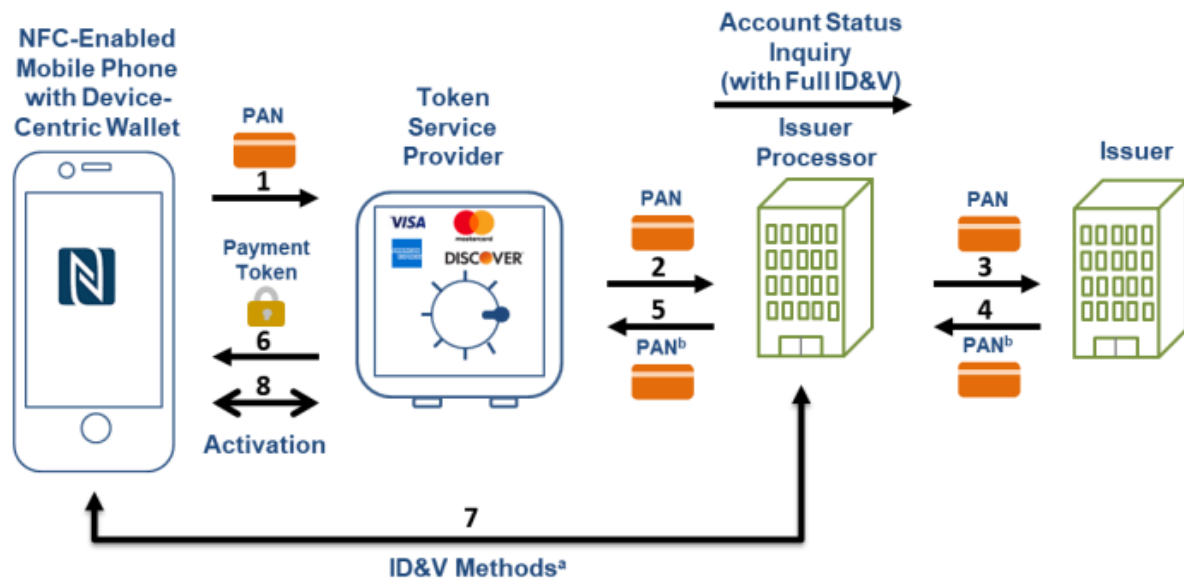 NFC-Enabled
Mobile Phone
with Device-
Centric Wallet
PAN
1
Payment
Token
6
8
Activation
Token
Service
Provider
VISA
mastercard
AMERICAN
EXPRESS
DISCOVER
Account Status
Inquiry
(with Full ID&V)
Issuer
Processor
Issuer
PAN
2
5
PANᵇ
PAN
3
4
PANᵇ
7
ID&V Methodsᵃ